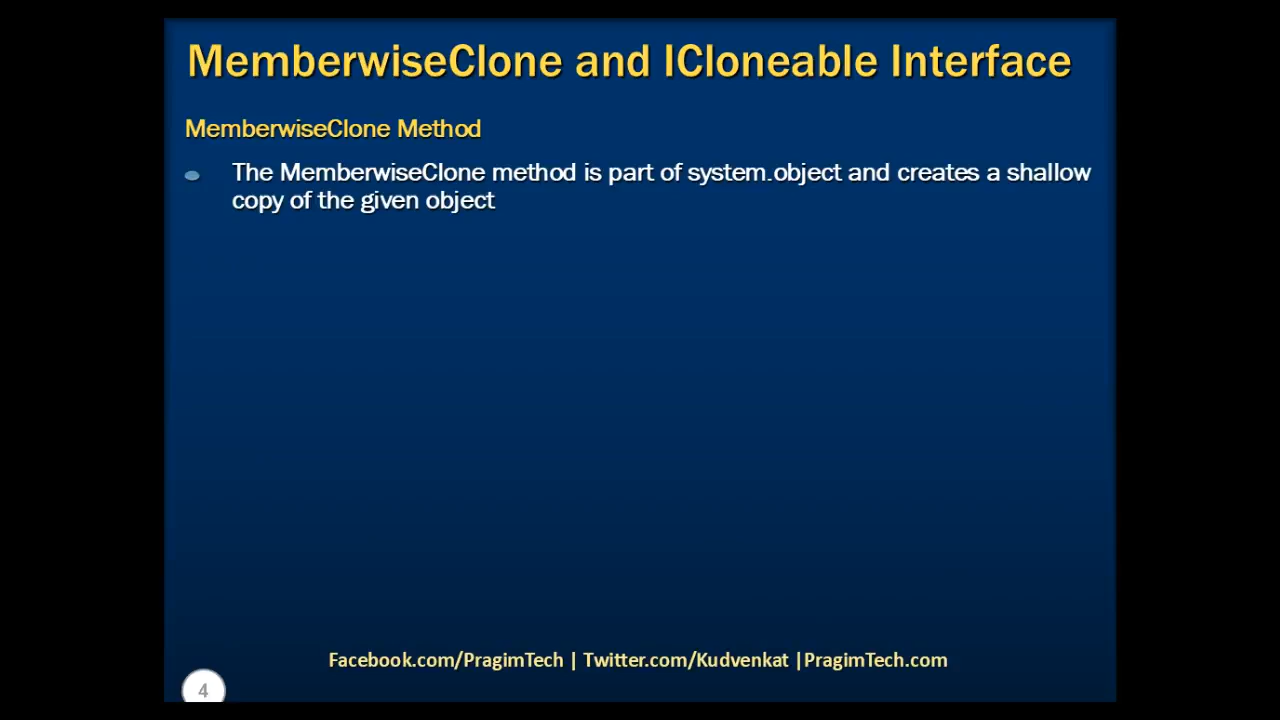 MemberwiseClone and ICloneable Interface
MemberwiseClone Method
The MemberwiseClone method is part of system.object and creates a shallow
copy of the given object
Facebook.com/PragimTech | Twitter.com/Kudvenkat |PragimTech.com
4